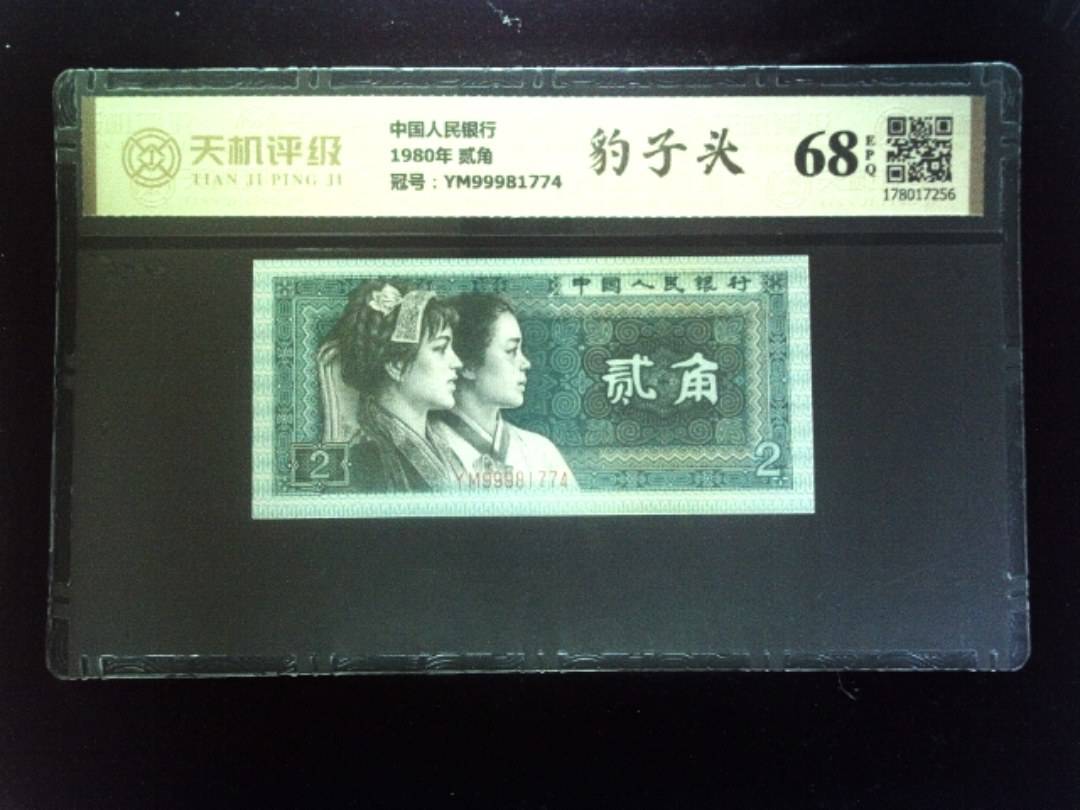 天机评级
TIAN JI PING JI
中国人民银行
1980年 贰角
冠号：YM99981774
豹子头
68
EPQ
178017256
中国人民银行
贰角
2
2
YM99981774